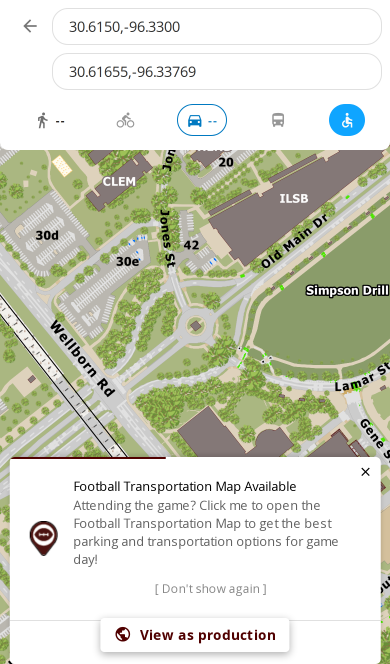 30.6150,-96.3300
30.61655,-96.33769
--
--
20
CLEM
ILSB
30d
Jones St
42
30e
Old Main Dr
Simpson Drill
Wellborn Rd
Lamar St
Gene S
Football Transportation Map Available
Attending the game? Click me to open the
Football Transportation Map to get the best
parking and transportation options for game
day!
[ Don't show again ]
View as production